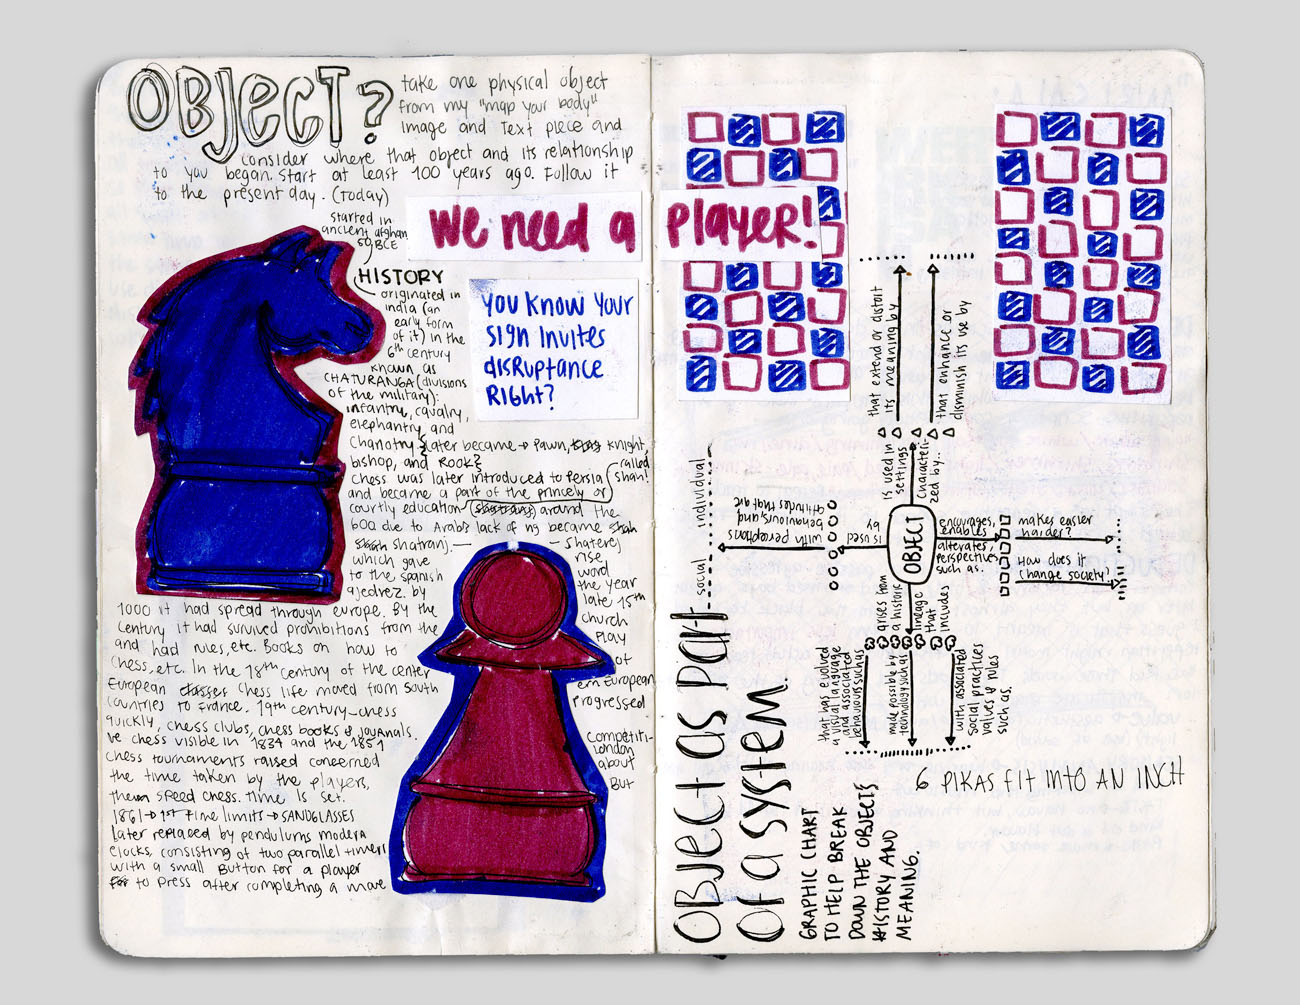 OBJECT?
take one physical object
from my "map your body"
image and text piece and
consider where that object and its relationship
to you began. start at least 100 years ago. Follow it
to the present day. (Today)
We need a player!
started in
ancient afghan
BCE
HISTORY
originated in
india (an
early form
of it) in the
6th century
known as
CHATURANGA (divisions
of the military):
infantry, cavalry,
elephantry, and
chariotry } later became → pawn, knight,
bishop, and Rook }
chess was later introduced to Persia
called
shah!
and became a part of the princely or
courtly education around the
600 due to Arabs lack of ng became
shatranj. —
which gave
to the spanish
ajedrez. by
— Shaterej
rise
word
the year
late 15th
church
play
of
ern European
progressed
competiti-
London
about
But
1000 it had spread through europe. By the
century it had survived prohibitions from the
and had rules, etc. Books on how to
chess, etc. In the 18th century of the center
European chess life moved from south
countries to France. 19th century - chess
quickly, chess clubs, chess books & journals.
ve chess visible in 1834 and the 1851
chess tournaments raised concerned
the time taken by the players,
them speed chess. Time is set.
1861 → 1st Time limits → SANDGLASSES
later replaced by pendulums modern
clocks, consisting of two parallel timers
with a small button for a player
to press after completing a move
you know your
sign invites
disruptance
Right?
OBJECT
is used in
settings
that extend or distort
its meaning by
characteri-
zed by..
that enhance or
disminish its use by
is used
by
with perceptions
behaviours, and
attitudes that are
social
individual
encourages,
enables
alterates,
perspectives
such as.
makes easier
harder?
How does it
change society?
arises from
a historic
lineage
that
includes
that has evolved
a visual language
and associated
behaviours such as
made possible by
technology such as
with associated
social practices
values & rules
such as.
6 PIKAS FIT INTO AN INCH
OBJECT as part
of a system.
GRAPHIC CHART
TO HELP BREAK
DOWN THE OBJECTS
HISTORY AND
MEANING.